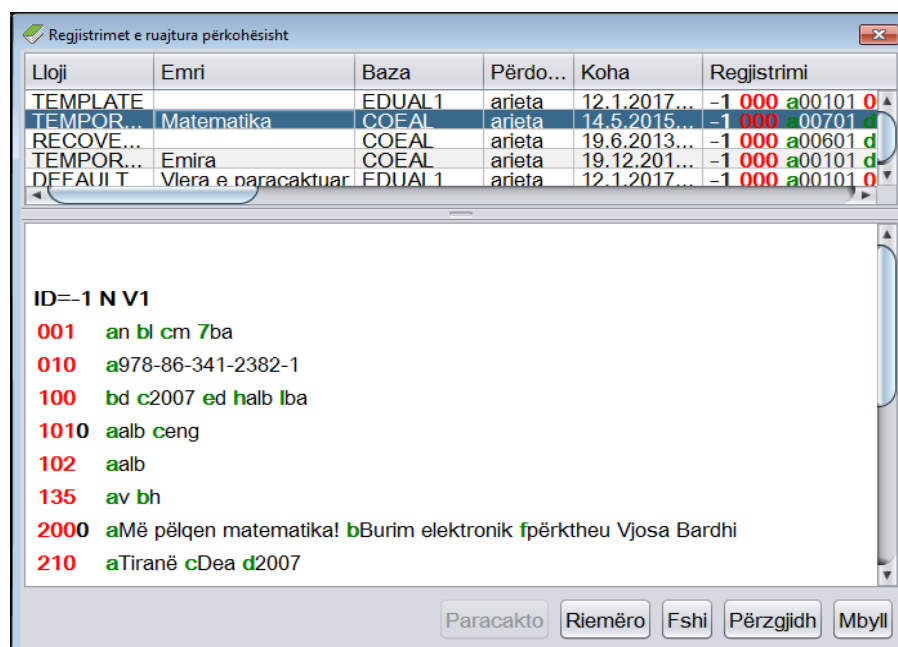 Regjistrimet e ruajtura përkohësisht
Lloji Emri Baza Përdo... Koha Regjistrimi
TEMPLATE EDUAL1 arieta 12.1.2017... -1 000 a00101 0
TEMPOR... Matematika COEAL arieta 14.5.2015... -1 000 a00701 d
RECOVE... COEAL arieta 19.6.2013... -1 000 a00601 d
TEMPOR... Emira COEAL arieta 19.12.201... -1 000 a00101 d
DEFAULT Vlera e paracaktuar EDUAL1 arieta 12.1.2017... -1 000 a00101 0
ID=-1 N V1
001 an bl cm 7ba
010 a978-86-341-2382-1
100 bd c2007 ed halb lba
1010 aalb ceng
102 aalb
135 av bh
2000 aMë pëlqen matematika! bBurim elektronik fpërktheu Vjosa Bardhi
210 aTiranë cDea d2007
Paracakto Riemëro Fshi Përzgjidh Mbyll